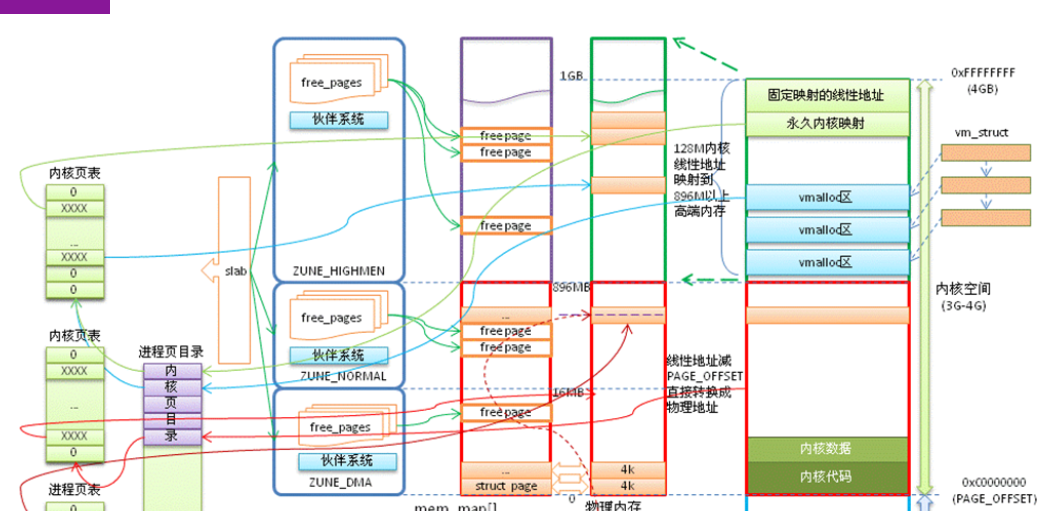 1GB
0xFFFFFFFF
(4GB)
free_pages
固定映射的线性地址
伙伴系统
永久内核映射
vm_struct
free page
free page
128M内核
线性地址
映射到
896M以上
高端内存
内核页表
0
XXXX
...
XXXX
0
0
vmalloc区
free page
vmalloc区
vmalloc区
slab
ZUNE_HIGHMEN
896MB
内核空间
(3G-4G)
free_pages
...
free page
free page
内核页表
0
XXXX
...
XXXX
0
进程页目录
内
核
页
目
录
伙伴系统
ZUNE_NORMAL
线性地址减
PAGE_OFFSET
直接转换成
物理地址
16MB
free page
free_pages
伙伴系统
ZUNE_DMA
内核数据
内核代码
...
4k
struct page
4k
0
0xC0000000
(PAGE_OFFSET)
进程页表
0
mem_map[]
物理内存